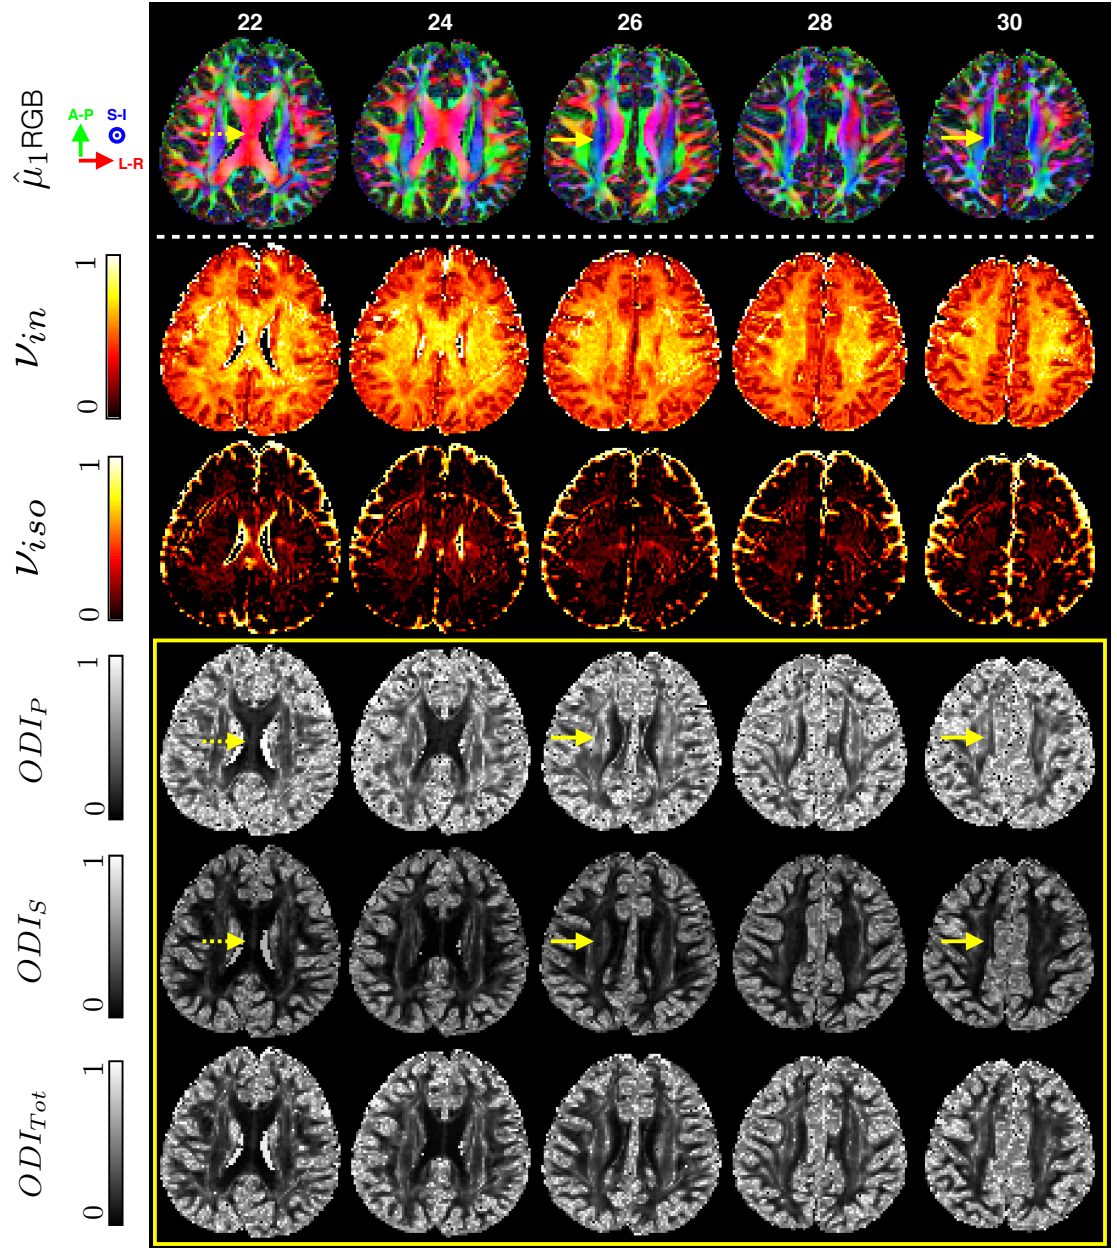 22 24 26 28 30
μ̂₁RGB
A-P S-I
L-R
ν_in
1
0
ν_iso
1
0
ODI_P
1
0
ODI_S
1
0
ODI_Tot
1
0